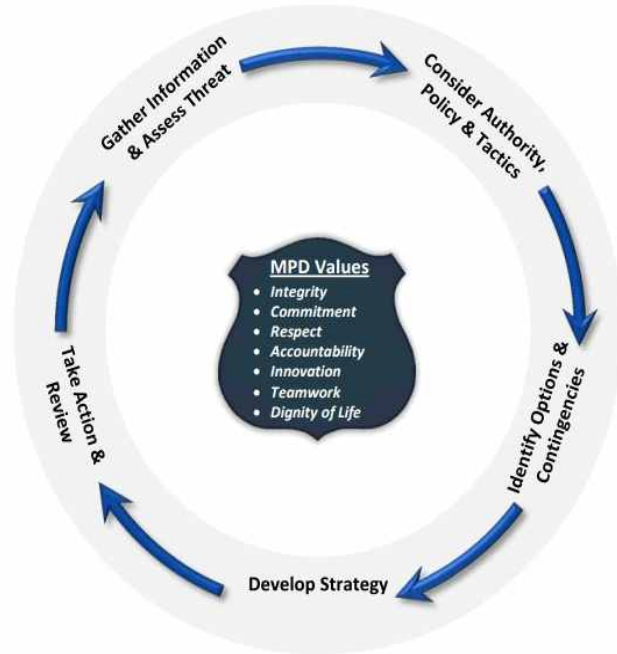 Gather Information
& Assess Threat
Consider Authority,
Policy & Tactics
Identify Options &
Contingencies
Develop Strategy
Take Action &
Review
MPD Values
• Integrity
• Commitment
• Respect
• Accountability
• Innovation
• Teamwork
• Dignity of Life